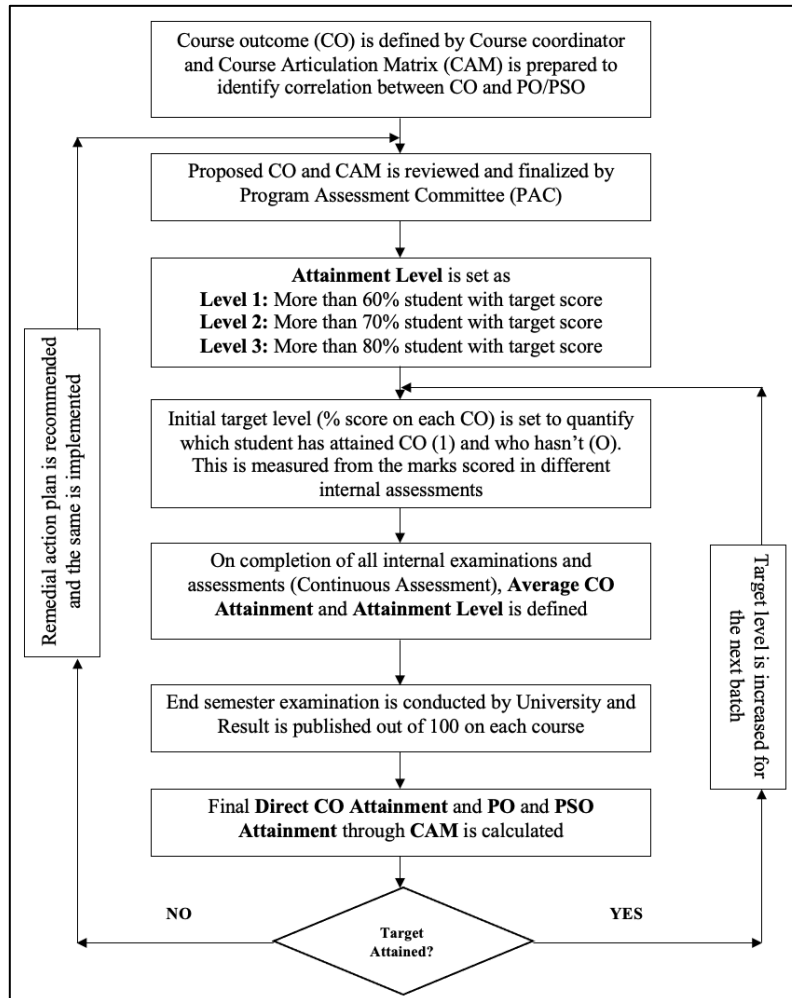 Course outcome (CO) is defined by Course coordinator
and Course Articulation Matrix (CAM) is prepared to
identify correlation between CO and PO/PSO
Proposed CO and CAM is reviewed and finalized by
Program Assessment Committee (PAC)
Attainment Level is set as
Level 1: More than 60% student with target score
Level 2: More than 70% student with target score
Level 3: More than 80% student with target score
Initial target level (% score on each CO) is set to quantify
which student has attained CO (1) and who hasn't (O).
This is measured from the marks scored in different
internal assessments
On completion of all internal examinations and
assessments (Continuous Assessment), Average CO
Attainment and Attainment Level is defined
End semester examination is conducted by University and
Result is published out of 100 on each course
Final Direct CO Attainment and PO and PSO
Attainment through CAM is calculated
Target
Attained?
NO
Remedial action plan is recommended
and the same is implemented
YES
Target level is increased for
the next batch